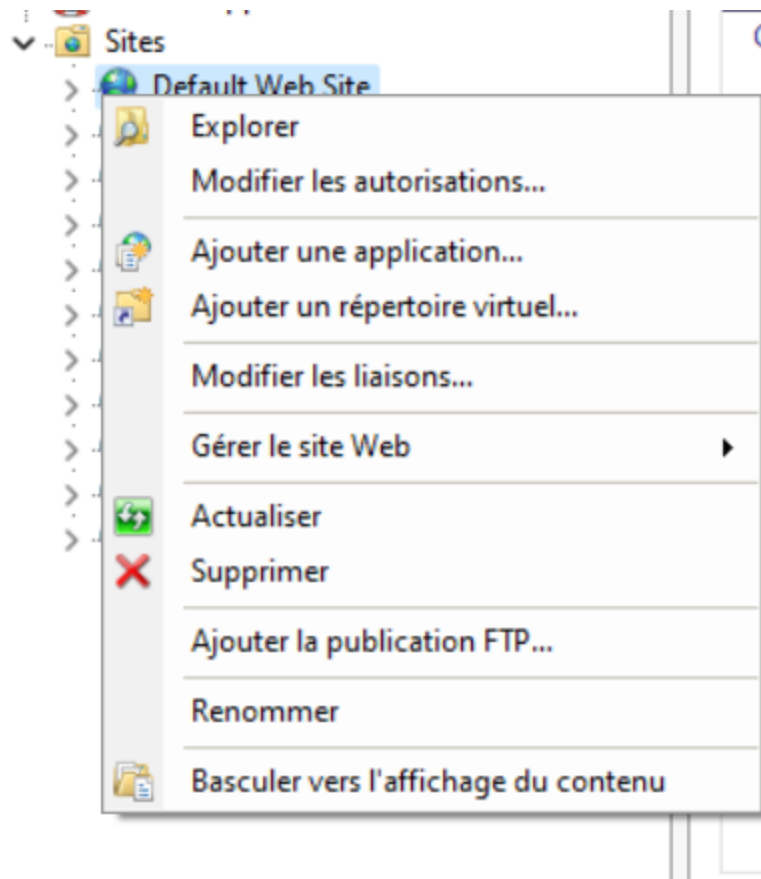 Sites
Default Web Site
Explorer
Modifier les autorisations...
Ajouter une application...
Ajouter un répertoire virtuel...
Modifier les liaisons...
Gérer le site Web
Actualiser
Supprimer
Ajouter la publication FTP...
Renommer
Basculer vers l'affichage du contenu